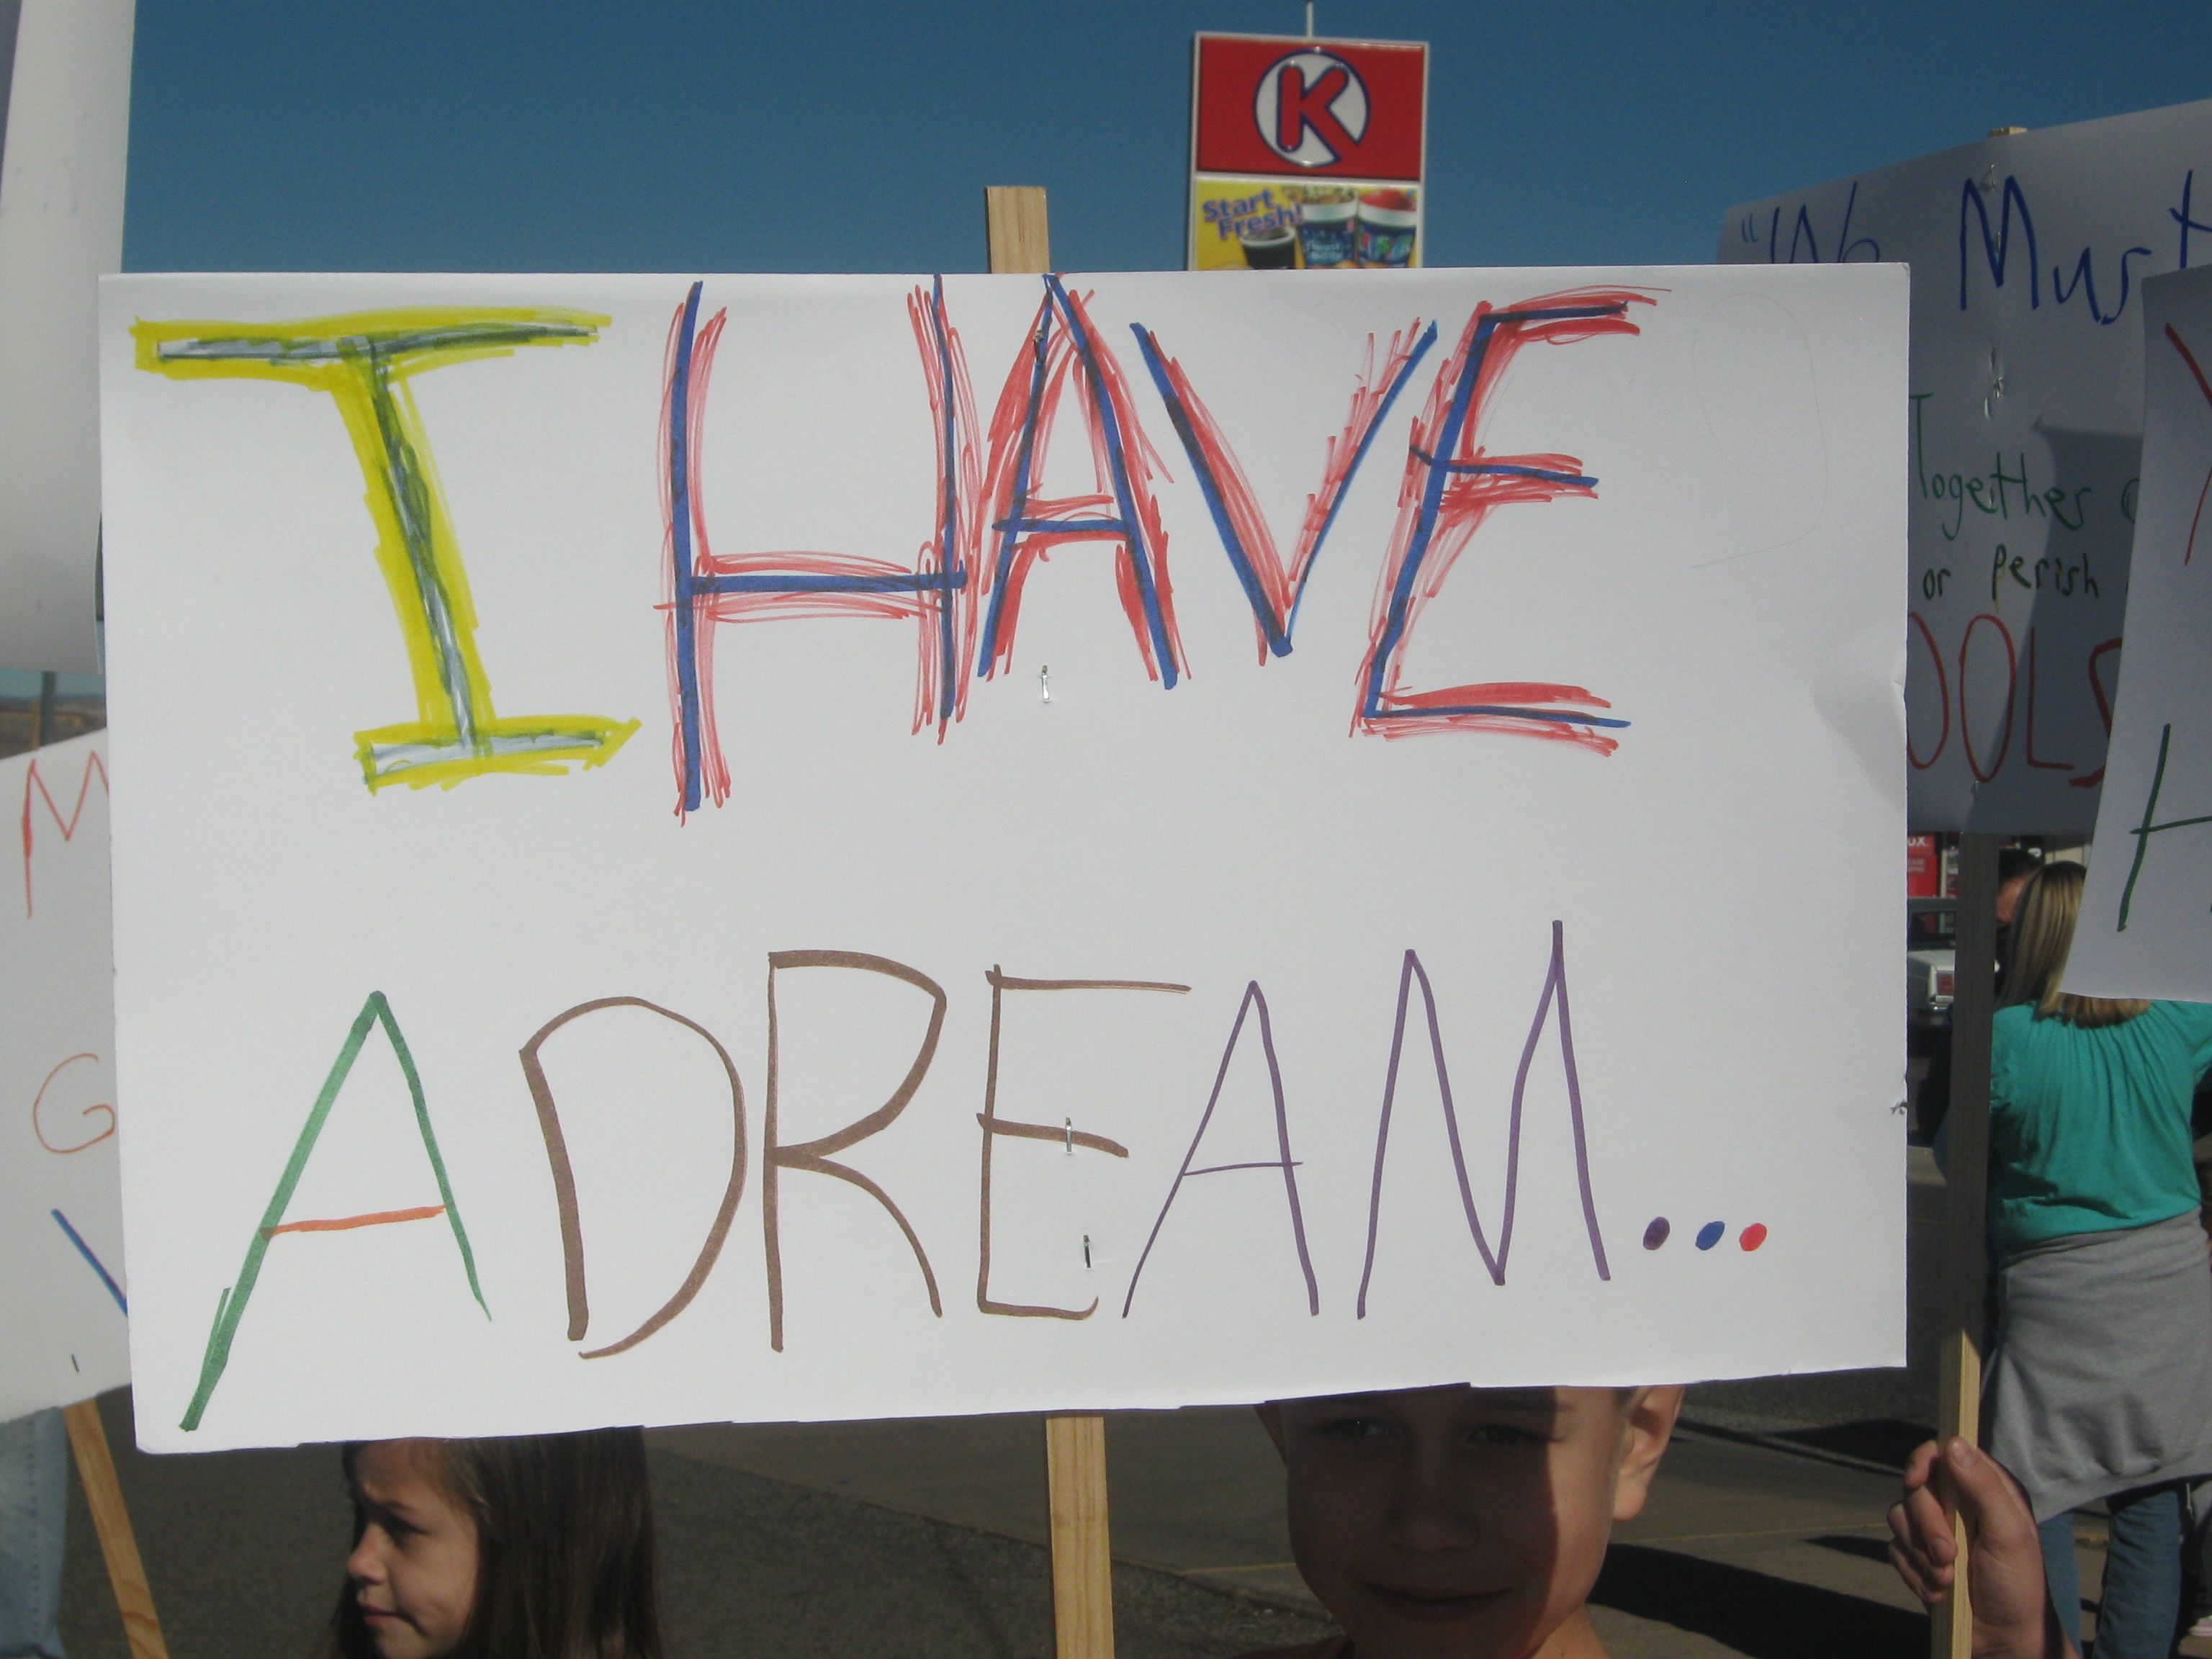 K
Start
Fresh!
I HAVE
A DREAM...
"We Must
Together
or perish
OOLS
M
G
H